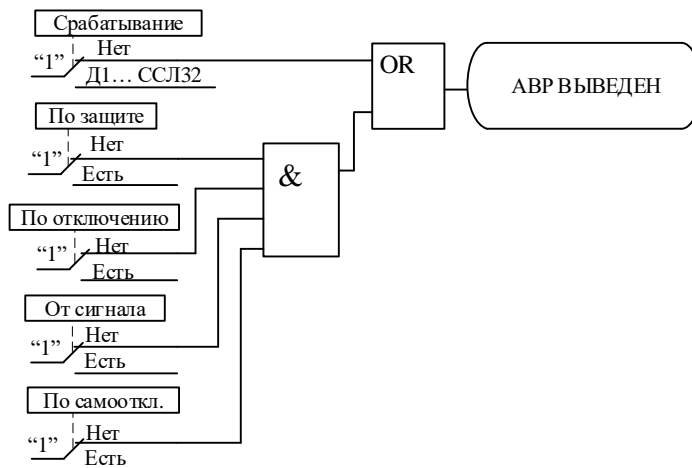 Срабатывание
“1”
Нет
Д1... ССЛ32
OR
АВР ВЫВЕДЕН
По защите
“1”
Нет
Есть
&
По отключению
“1”
Нет
Есть
От сигнала
“1”
Нет
Есть
По самооткл.
“1”
Нет
Есть